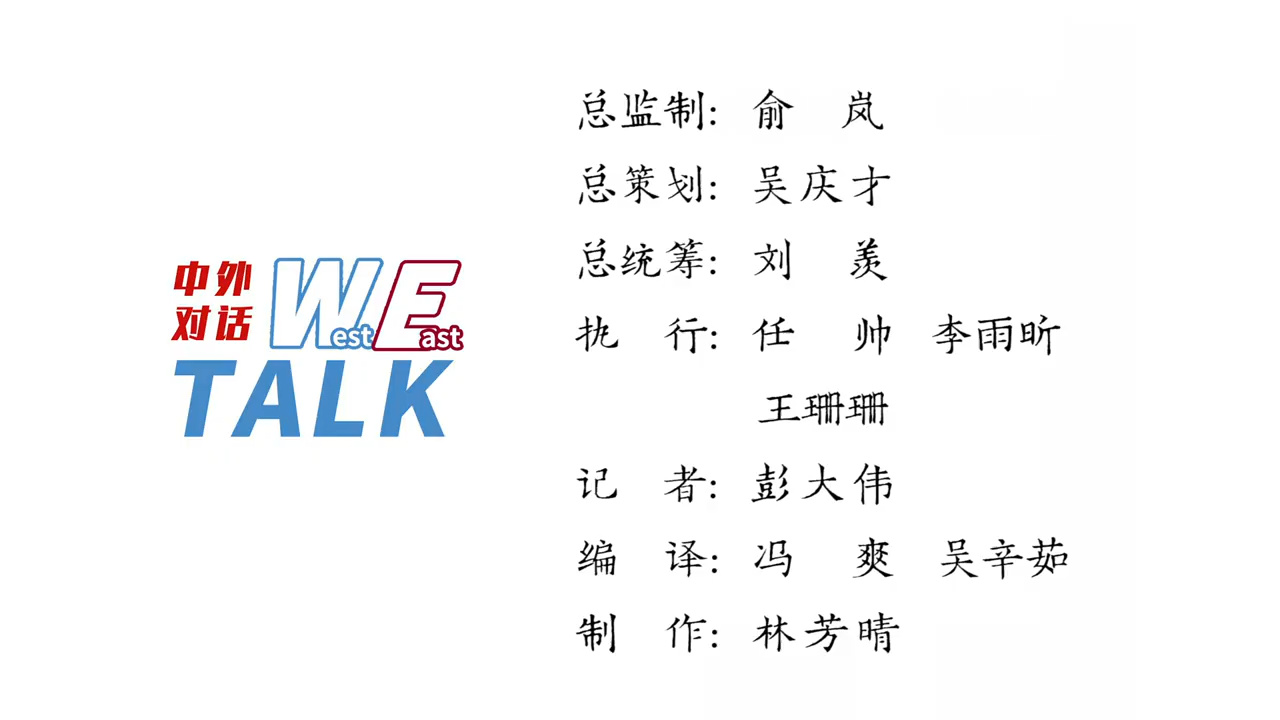 中外
对话
West East
TALK
总监制: 俞 岚
总策划: 吴庆才
总统筹: 刘 羡
执 行: 任 帅 李雨昕
王珊珊
记 者: 彭大伟
编 译: 冯 爽 吴辛茹
制 作: 林芳晴